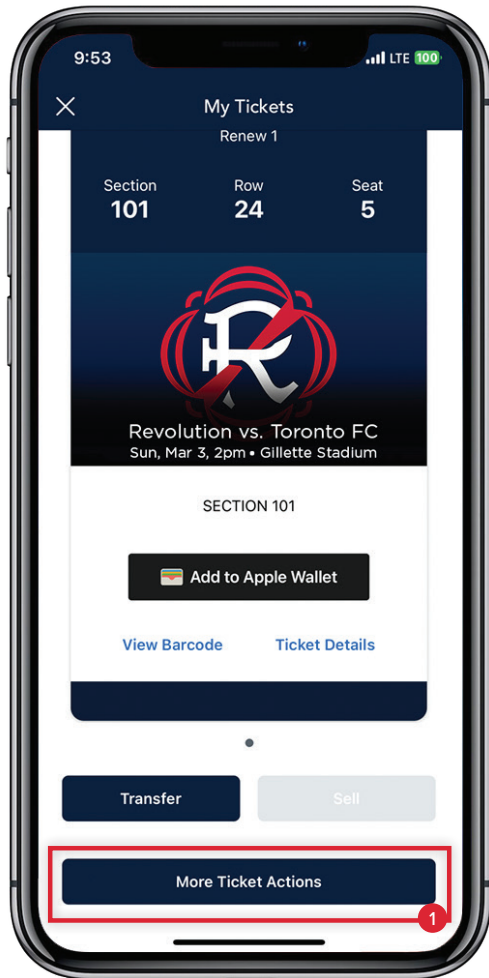 9:53 LTE 100
My Tickets
Renew 1
Section Row Seat
101 24 5
R
Revolution vs. Toronto FC
Sun, Mar 3, 2pm • Gillette Stadium
SECTION 101
Add to Apple Wallet
View Barcode Ticket Details
Transfer Sell
More Ticket Actions
1